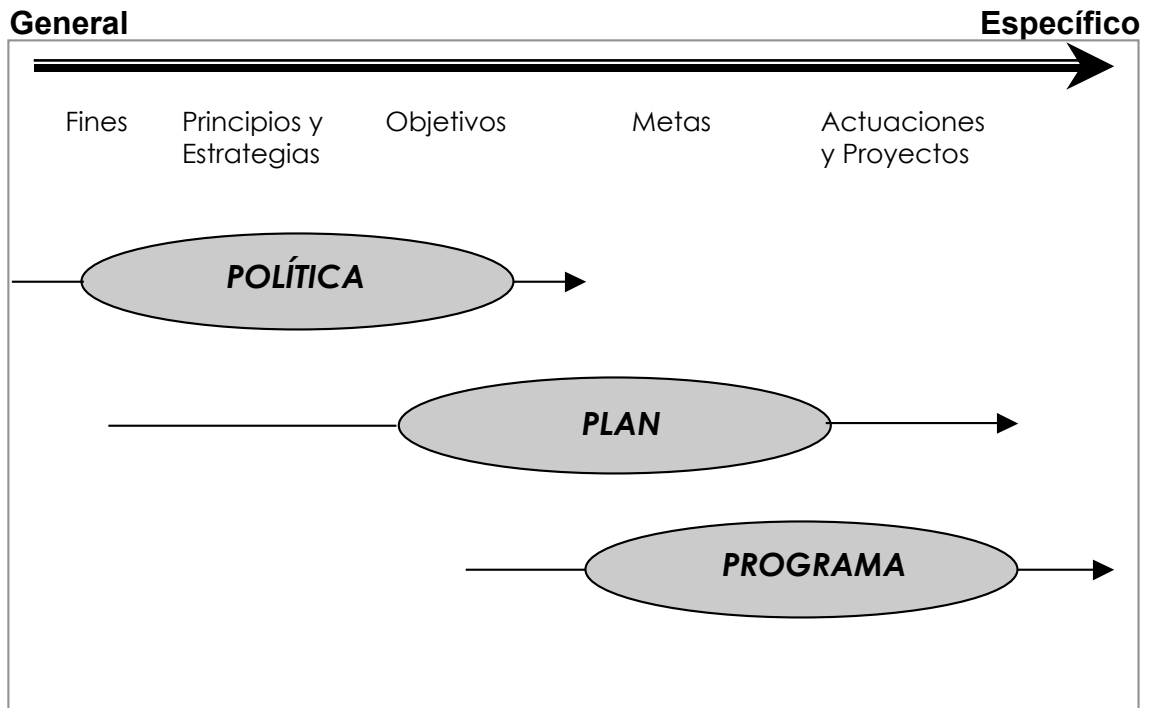 General Específico
Fines Principios y Objetivos Metas Actuaciones
Estrategias y Proyectos
POLÍTICA
PLAN
PROGRAMA